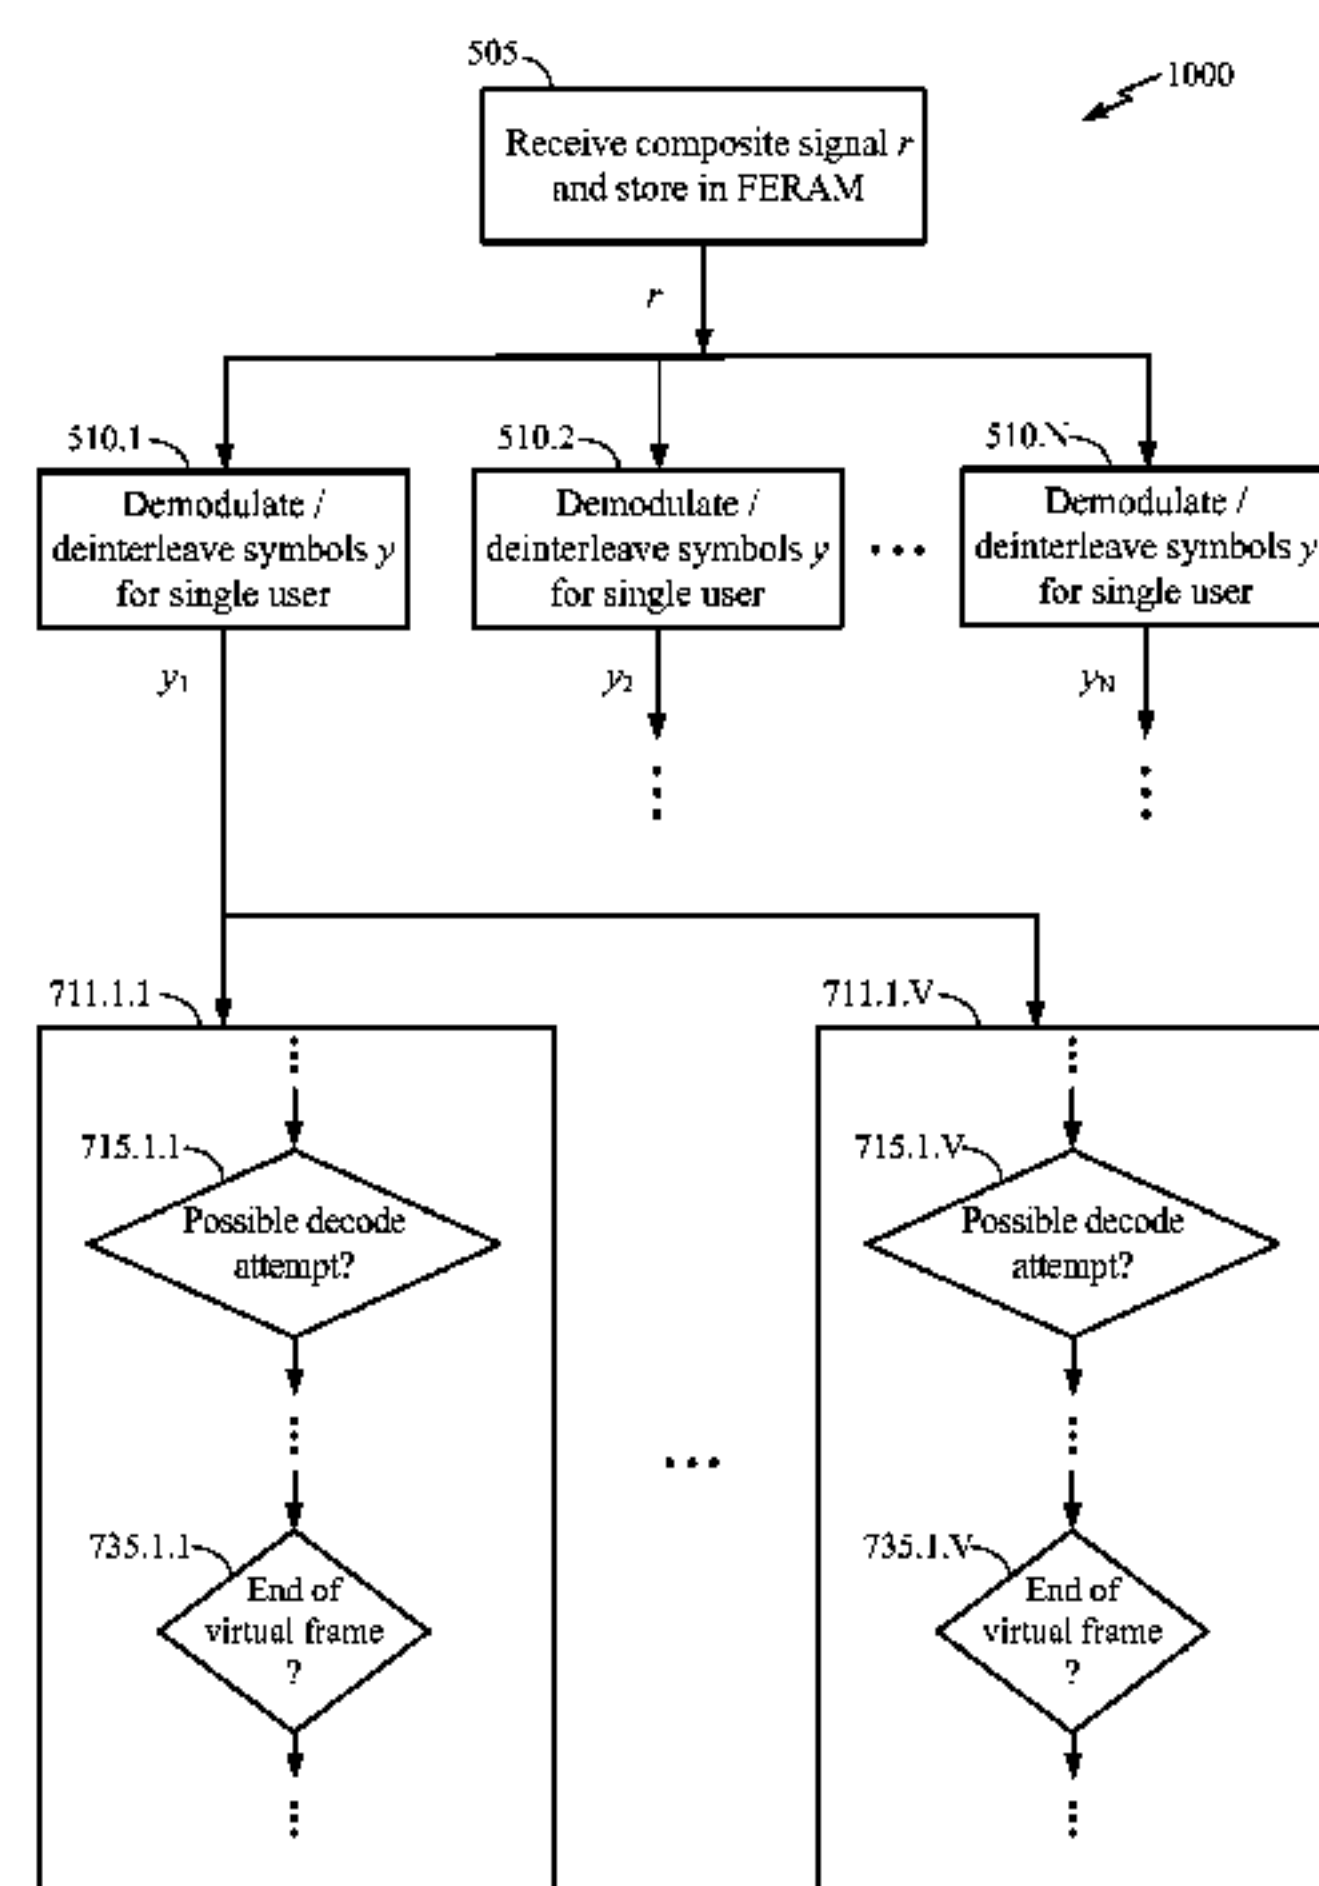 505
1000
Receive composite signal r
and store in FERAM
r
510.1
510.2
510.N
Demodulate /
deinterleave symbols y
for single user
Demodulate /
deinterleave symbols y
for single user
Demodulate /
deinterleave symbols y
for single user
y1
y2
yN
711.1.1
711.1.V
715.1.1
715.1.V
Possible decode
attempt?
Possible decode
attempt?
735.1.1
735.1.V
End of
virtual frame
?
End of
virtual frame
?